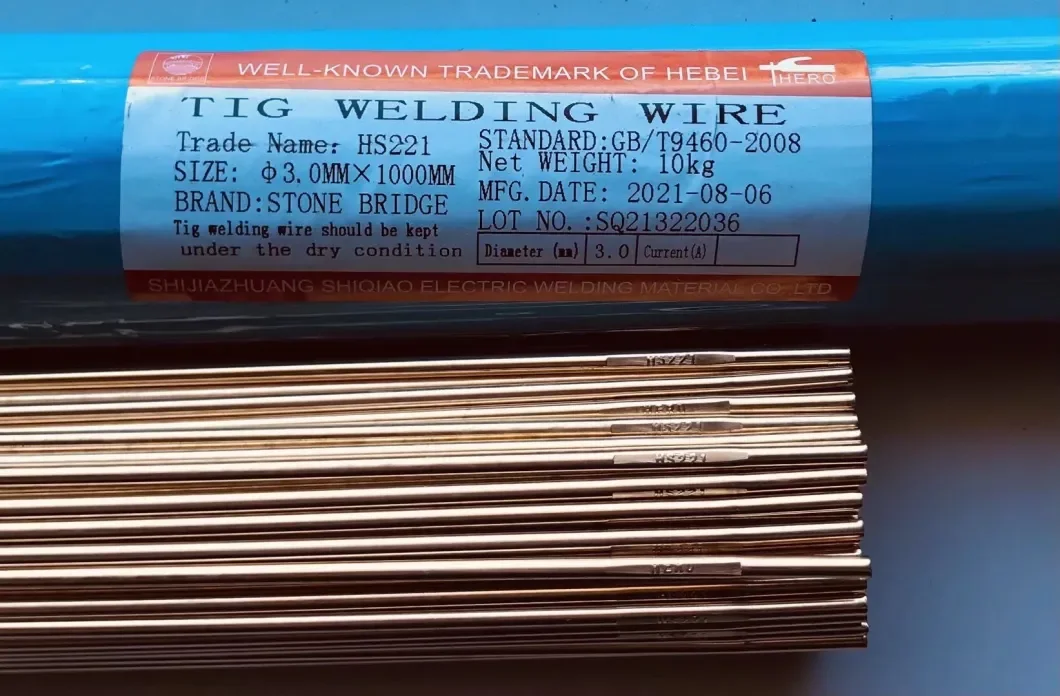 WELL-KNOWN TRADEMARK OF HEBEI
HERO
TIG WELDING WIRE
Trade Name: HS221
SIZE: φ3.0MM×1000MM
BRAND:STONE BRIDGE
Tig welding wire should be kept
under the dry condition
STANDARD:GB/T9460-2008
Net WEIGHT: 10kg
MFG.DATE: 2021-08-06
LOT NO.:SQ21322036
Diameter (mm) 3.0 Current(A)
SHIJIAZHUANG SHIQIAO ELECTRIC WELDING MATERIAL CO LTD
HS221
HS221
HS221
HS221